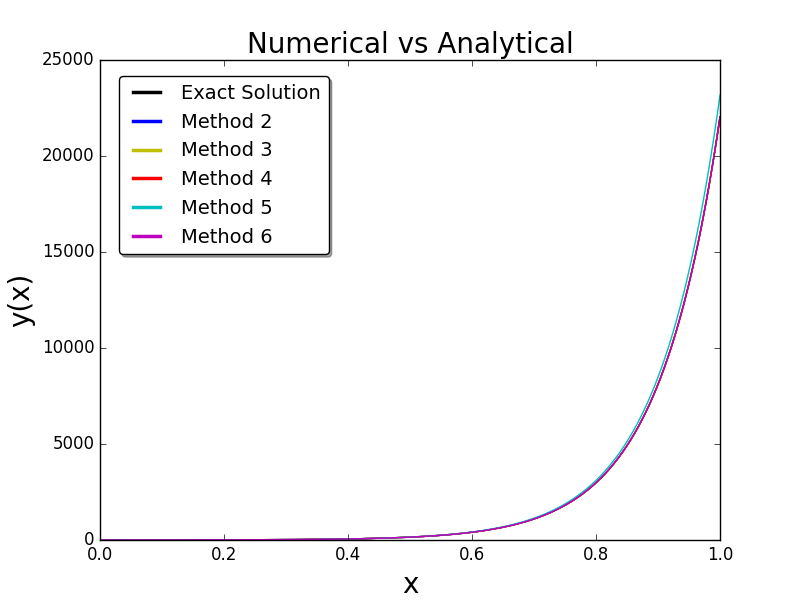 Numerical vs Analytical
25000
20000
15000
10000
5000
0
y(x)
Exact Solution
Method 2
Method 3
Method 4
Method 5
Method 6
0.0 0.2 0.4 0.6 0.8 1.0
x